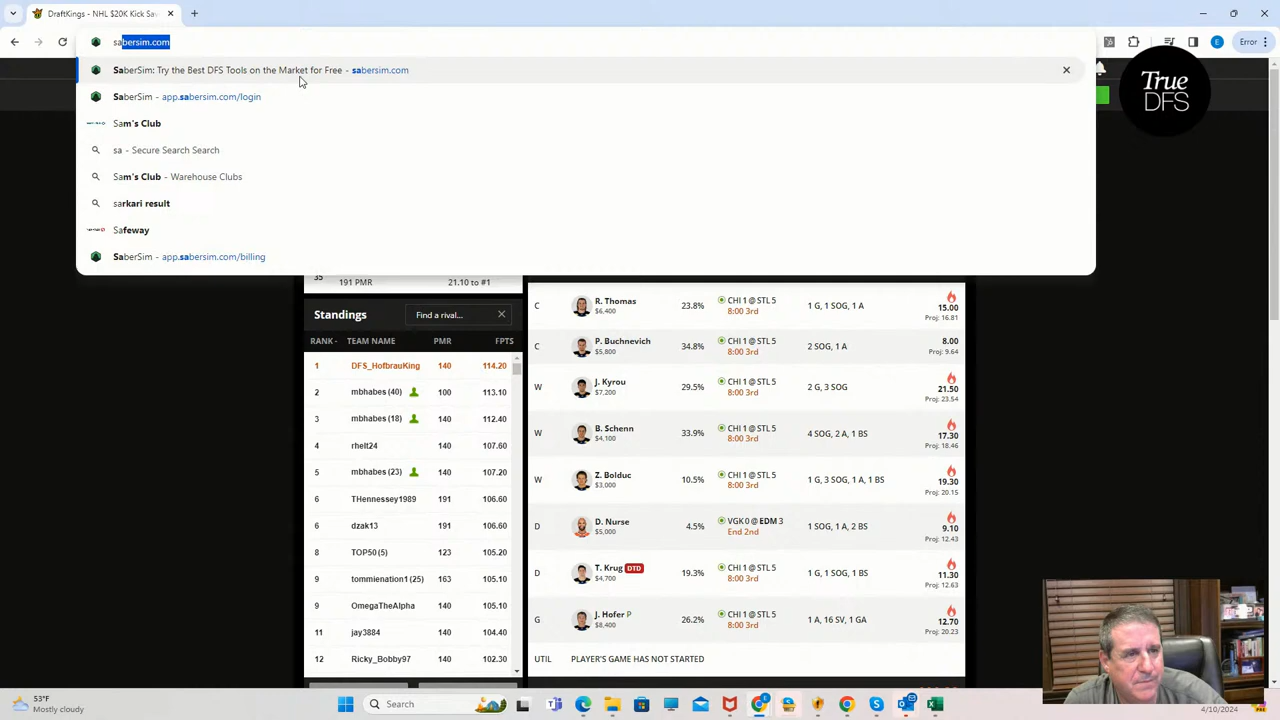 DraftKings - NHL $20K Kick Sav
sabersim.com
Error
SaberSim: Try the Best DFS Tools on the Market for Free - sabersim.com
SaberSim - app.sabersim.com/login
Sam's Club
sa - Secure Search Search
Sam's Club - Warehouse Clubs
sarkari result
Safeway
SaberSim - app.sabersim.com/billing
True
DFS
35
191 PMR
21.10 to #1
Standings
Find a rival...
RANK TEAM NAME PMR FPTS
1 DFS_HofbrauKing 140 114.20
2 mbhabes (40) 100 113.10
3 mbhabes (18) 140 112.40
4 rhelt24 140 107.60
5 mbhabes (23) 140 107.20
6 THennessey1989 191 106.60
6 dzak13 191 106.60
8 TOP50 (5) 123 105.20
9 tommienation1 (25) 163 105.10
9 OmegaTheAlpha 140 105.10
11 jay3884 140 104.40
12 Ricky_Bobby97 140 102.30
C R. Thomas $6,400 23.8% CHI 1 @ STL 5 8:00 3rd 1 G, 1 SOG, 1 A 15.00 Proj: 16.81
C P. Buchnevich $5,800 34.8% CHI 1 @ STL 5 8:00 3rd 2 SOG, 1 A 8.00 Proj: 9.64
W J. Kyrou $7,200 29.5% CHI 1 @ STL 5 8:00 3rd 2 G, 3 SOG 21.50 Proj: 23.54
W B. Schenn $4,100 33.9% CHI 1 @ STL 5 8:00 3rd 4 SOG, 2 A, 1 BS 17.30 Proj: 18.46
W Z. Bolduc $3,000 10.5% CHI 1 @ STL 5 8:00 3rd 1 G, 3 SOG, 1 A, 1 BS 19.30 Proj: 20.15
D D. Nurse $5,000 4.5% VGK 0 @ EDM 3 End 2nd 1 SOG, 1 A, 2 BS 9.10 Proj: 12.43
D T. Krug DTD $4,700 19.3% CHI 1 @ STL 5 8:00 3rd 1 G, 1 SOG, 1 BS 11.30 Proj: 12.63
G J. Hofer P $8,400 26.2% CHI 1 @ STL 5 8:00 3rd 1 A, 16 SV, 1 GA 12.70 Proj: 20.23
UTIL PLAYER'S GAME HAS NOT STARTED
53°F
Mostly cloudy
Search
4/10/2024